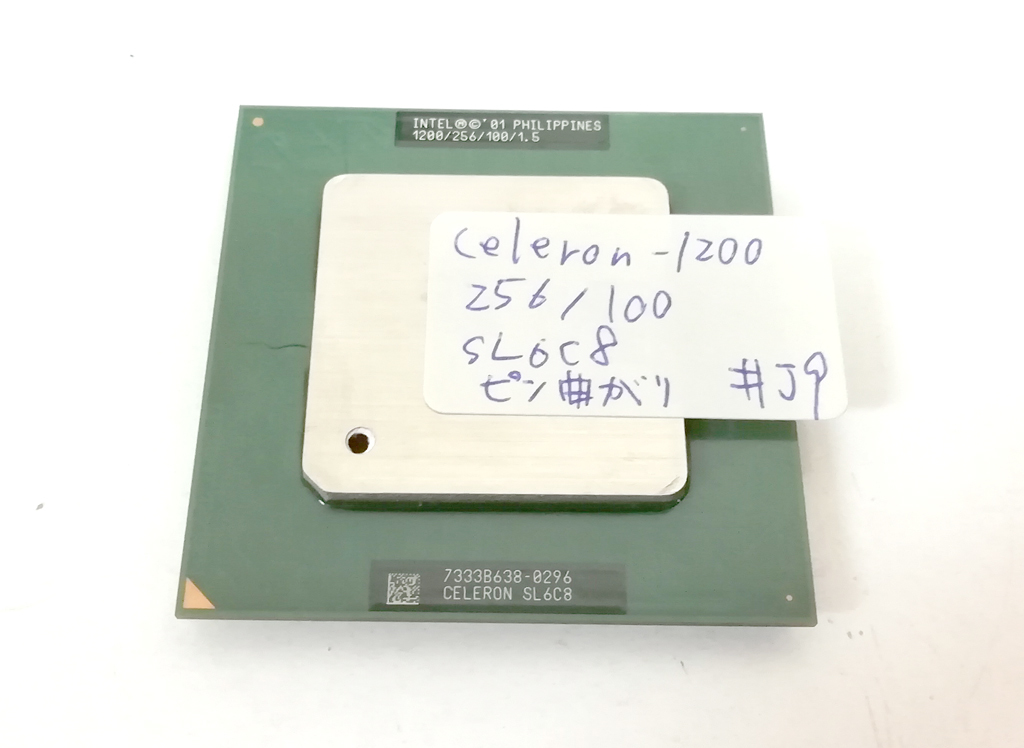 INTEL®©'01 PHILIPPINES
1200/256/100/1.5
Celeron-1200
256/100
SL6C8
ピン曲がり #J9
7333B638-0296
CELERON SL6C8